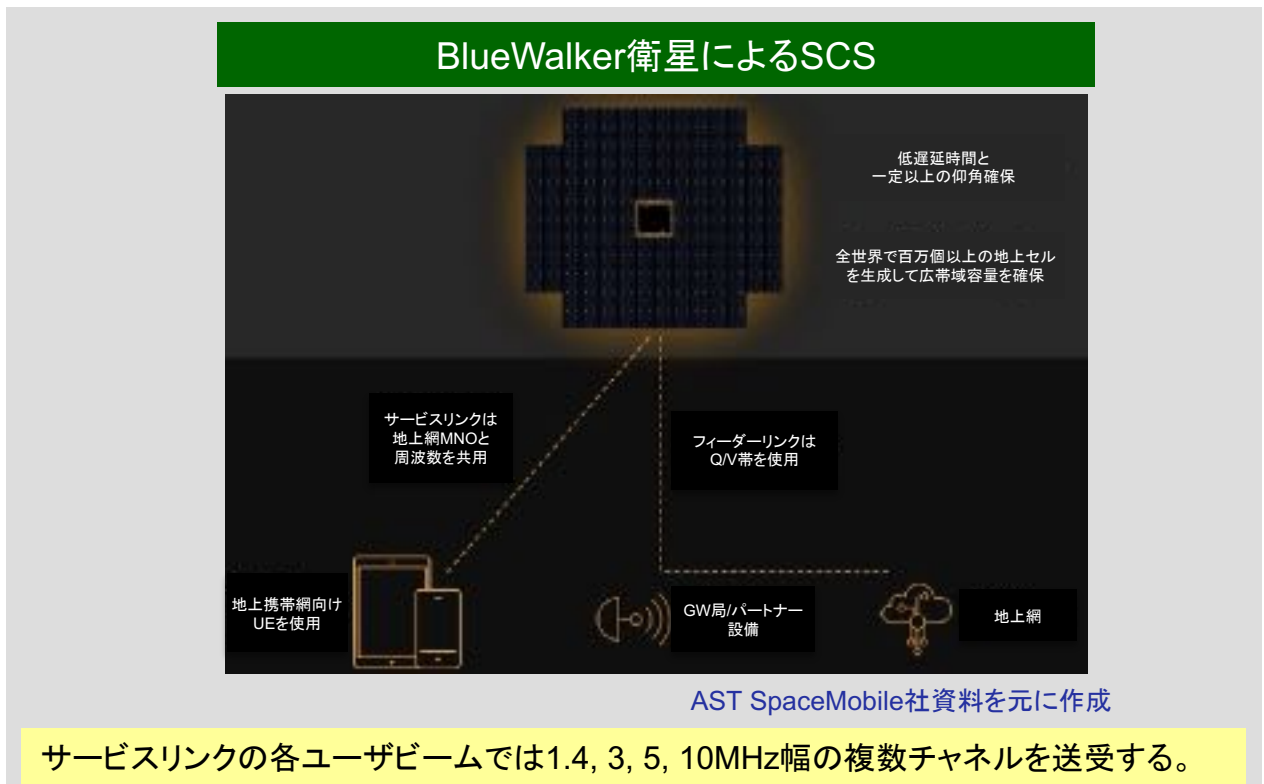 BlueWalker衛星によるSCS
低遅延時間と
一定以上の仰角確保
全世界で百万個以上の地上セル
を生成して広帯域容量を確保
サービスリンクは
地上網MNOと
周波数を共用
フィーダーリンクは
Q/V帯を使用
地上携帯網向け
UEを使用
GW局/パートナー
設備
地上網
AST SpaceMobile社資料を元に作成
サービスリンクの各ユーザビームでは1.4, 3, 5, 10MHz幅の複数チャネルを送受する。